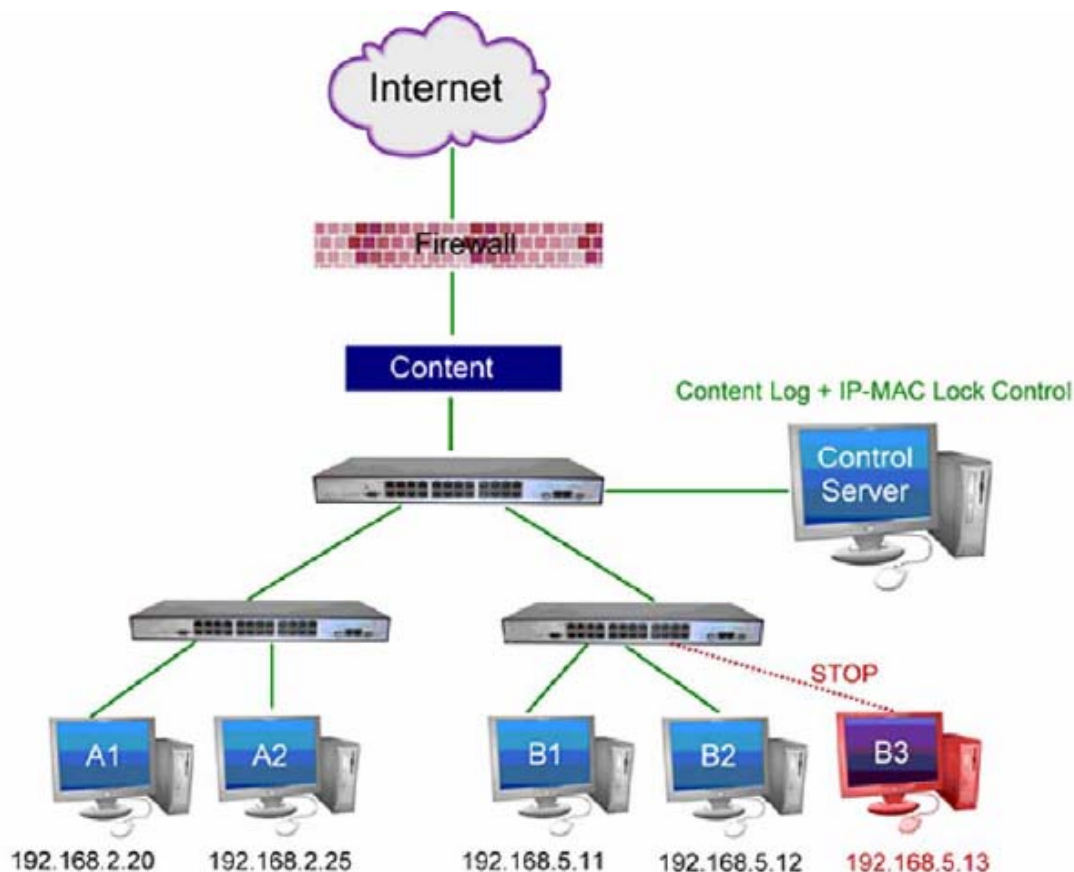 Internet
Firewall
Content
Content Log + IP-MAC Lock Control
Control
Server
STOP
A1
A2
B1
B2
B3
192.168.2.20
192.168.2.25
192.168.5.11
192.168.5.12
192.168.5.13